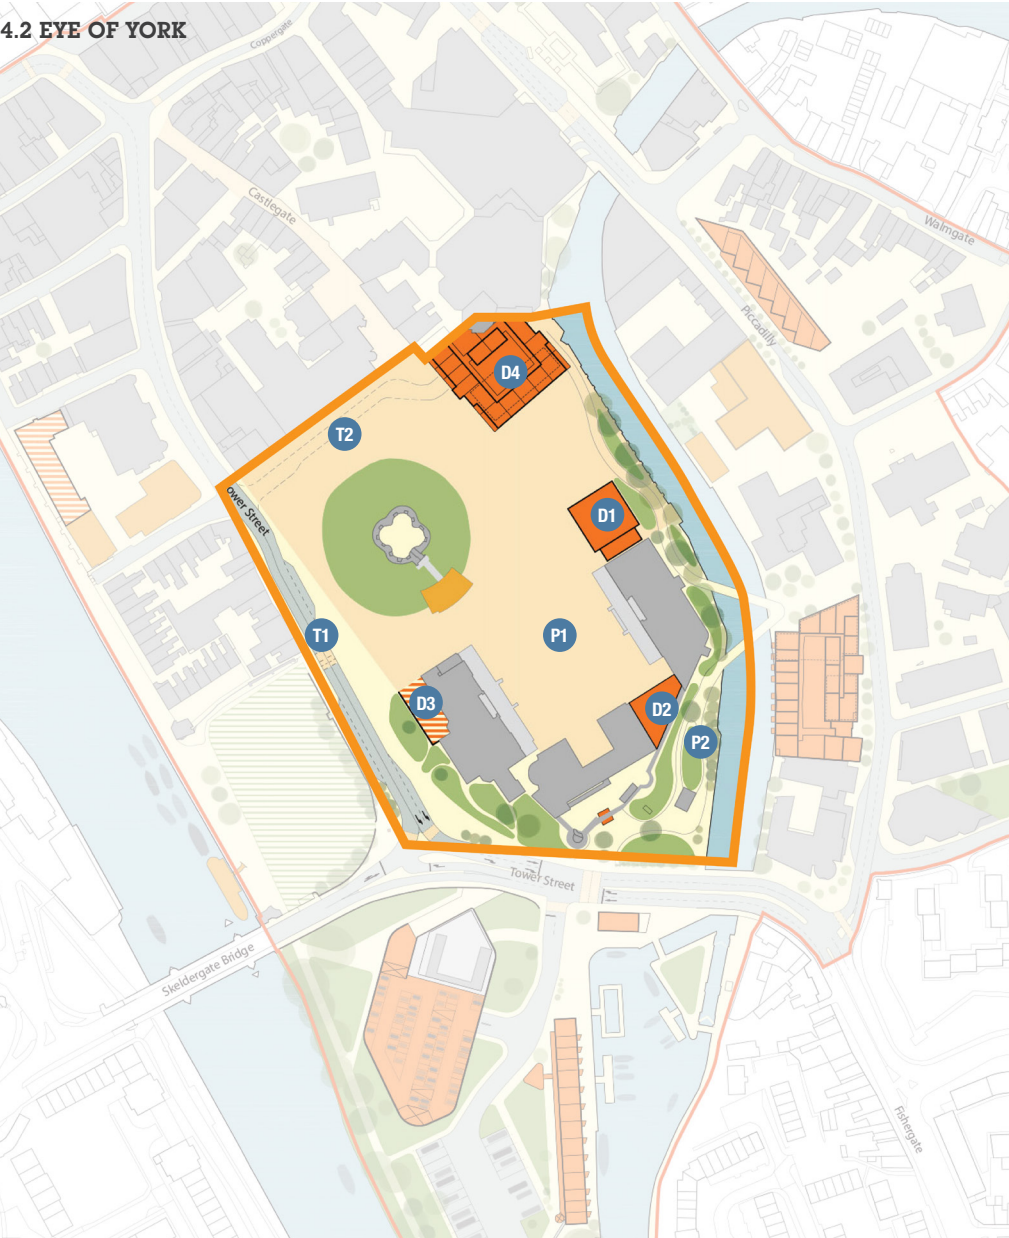 4.2 EYE OF YORK
Coppergate
Castlegate
Walmgate
Piccadilly
D4
T2
ower Street
D1
T1
P1
D3
D2
P2
Tower Street
Skeldergate Bridge
Fishergate